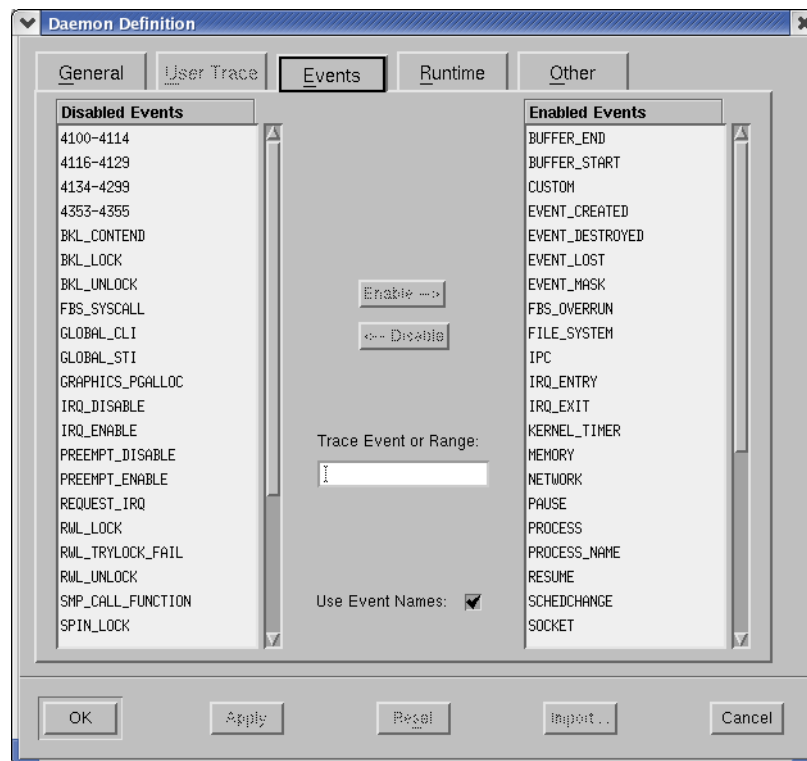 Daemon Definition
General User Trace Events Runtime Other
Disabled Events
4100-4114
4116-4129
4134-4299
4353-4355
BKL_CONTEND
BKL_LOCK
BKL_UNLOCK
FBS_SYSCALL
GLOBAL_CLI
GLOBAL_STI
GRAPHICS_PGALLOC
IRQ_DISABLE
IRQ_ENABLE
PREEMPT_DISABLE
PREEMPT_ENABLE
REQUEST_IRQ
RWL_LOCK
RWL_TRYLOCK_FAIL
RWL_UNLOCK
SMP_CALL_FUNCTION
SPIN_LOCK
Enable -->
<-- Disable
Trace Event or Range:
Use Event Names:
Enabled Events
BUFFER_END
BUFFER_START
CUSTOM
EVENT_CREATED
EVENT_DESTROYED
EVENT_LOST
EVENT_MASK
FBS_OVERRUN
FILE_SYSTEM
IPC
IRQ_ENTRY
IRQ_EXIT
KERNEL_TIMER
MEMORY
NETWORK
PAUSE
PROCESS
PROCESS_NAME
RESUME
SCHEDCHANGE
SOCKET
OK Apply Reset Import... Cancel